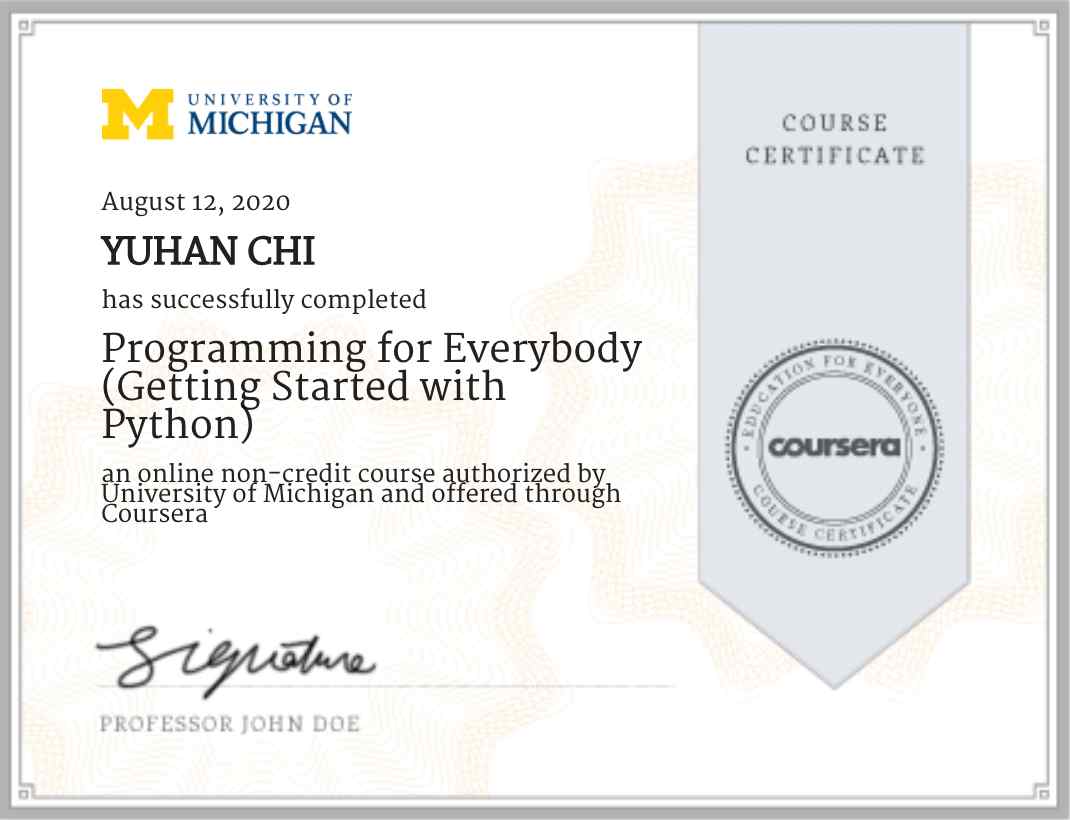 UNIVERSITY OF
MICHIGAN
COURSE
CERTIFICATE
August 12, 2020
YUHAN CHI
has successfully completed
Programming for Everybody
(Getting Started with
Python)
an online non-credit course authorized by
University of Michigan and offered through
Coursera
EDUCATION FOR EVERYONE
coursera
COURSE CERTIFICATE
Signature
PROFESSOR JOHN DOE